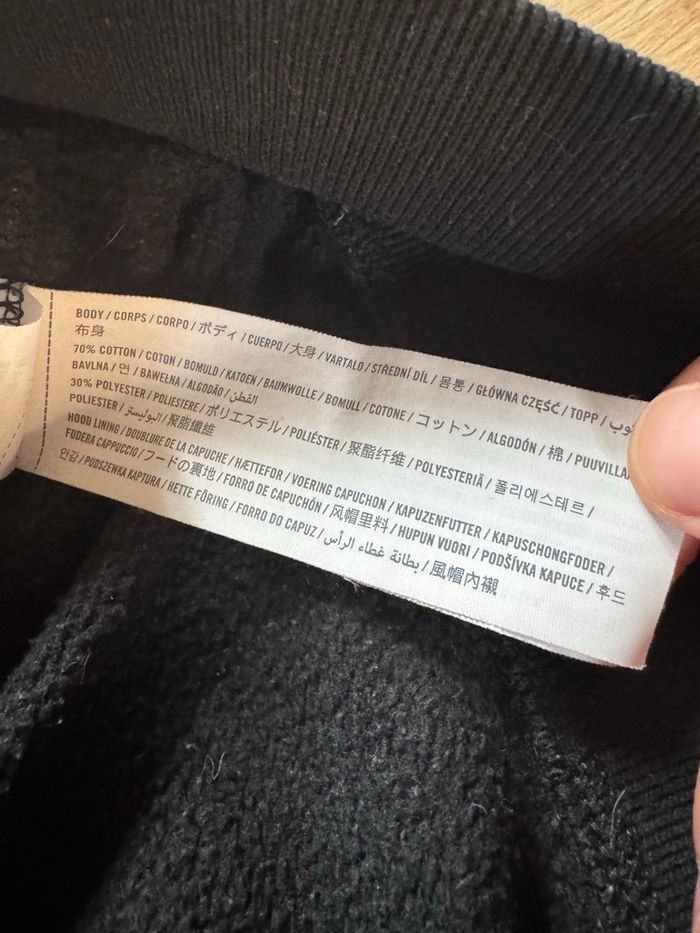 BODY / CORPS / CORPO / ボディ / CUERPO / 大身 / VARTALO / STŘEDNÍ DÍL / 몸통 / GŁÓWNA CZĘŚĆ / TOPP /
布身
70% COTTON / COTON / BOMULD / KATOEN / BAUMWOLLE / BOMULL / COTONE / コットン / ALGODÓN / 棉 / PUUVILLA
BAVLNA / 면 / BAWEŁNA / ALGODÃO / القطن
30% POLYESTER / POLIESTERE / ポリエステル / POLIÉSTER / 聚酯纤维 / POLYESTERIÄ / 폴리에스테르 /
POLIESTER / البوليستر / 聚脂纖維
HOOD LINING / DOUBLURE DE LA CAPUCHE / HÆTTEFOR / VOERING CAPUCHON / KAPUZENFUTTER / KAPUSCHONGFODER /
FODERA CAPPUCCIO / フードの裏地 / FORRO DE CAPUCHÓN / 风帽里料 / HUPUN VUORI / PODŠÍVKA KAPUCE / 후드
안감 / PODSZEWKA KAPTURA / HETTE FÔRING / FORRO DO CAPUZ / بطانة غطاء الرأس / 風帽內襯